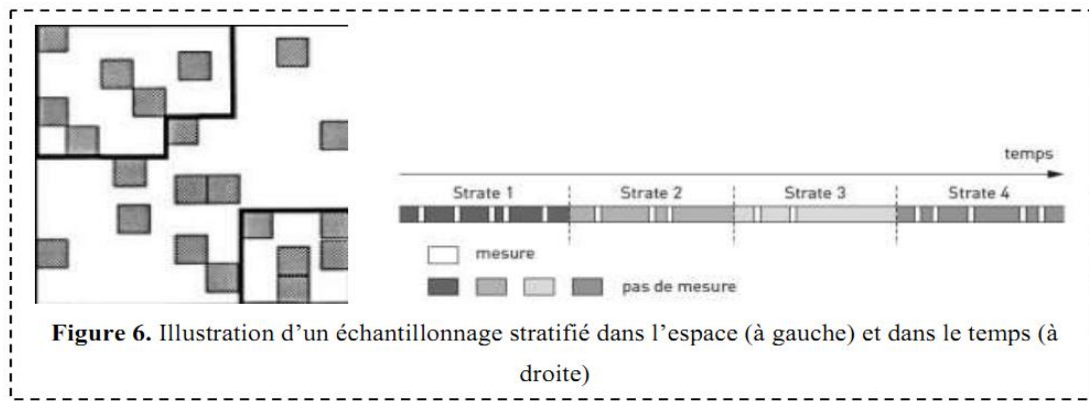 temps
Strate 1 Strate 2 Strate 3 Strate 4
mesure
pas de mesure
Figure 6. Illustration d’un échantillonnage stratifié dans l’espace (à gauche) et dans le temps (à
droite)